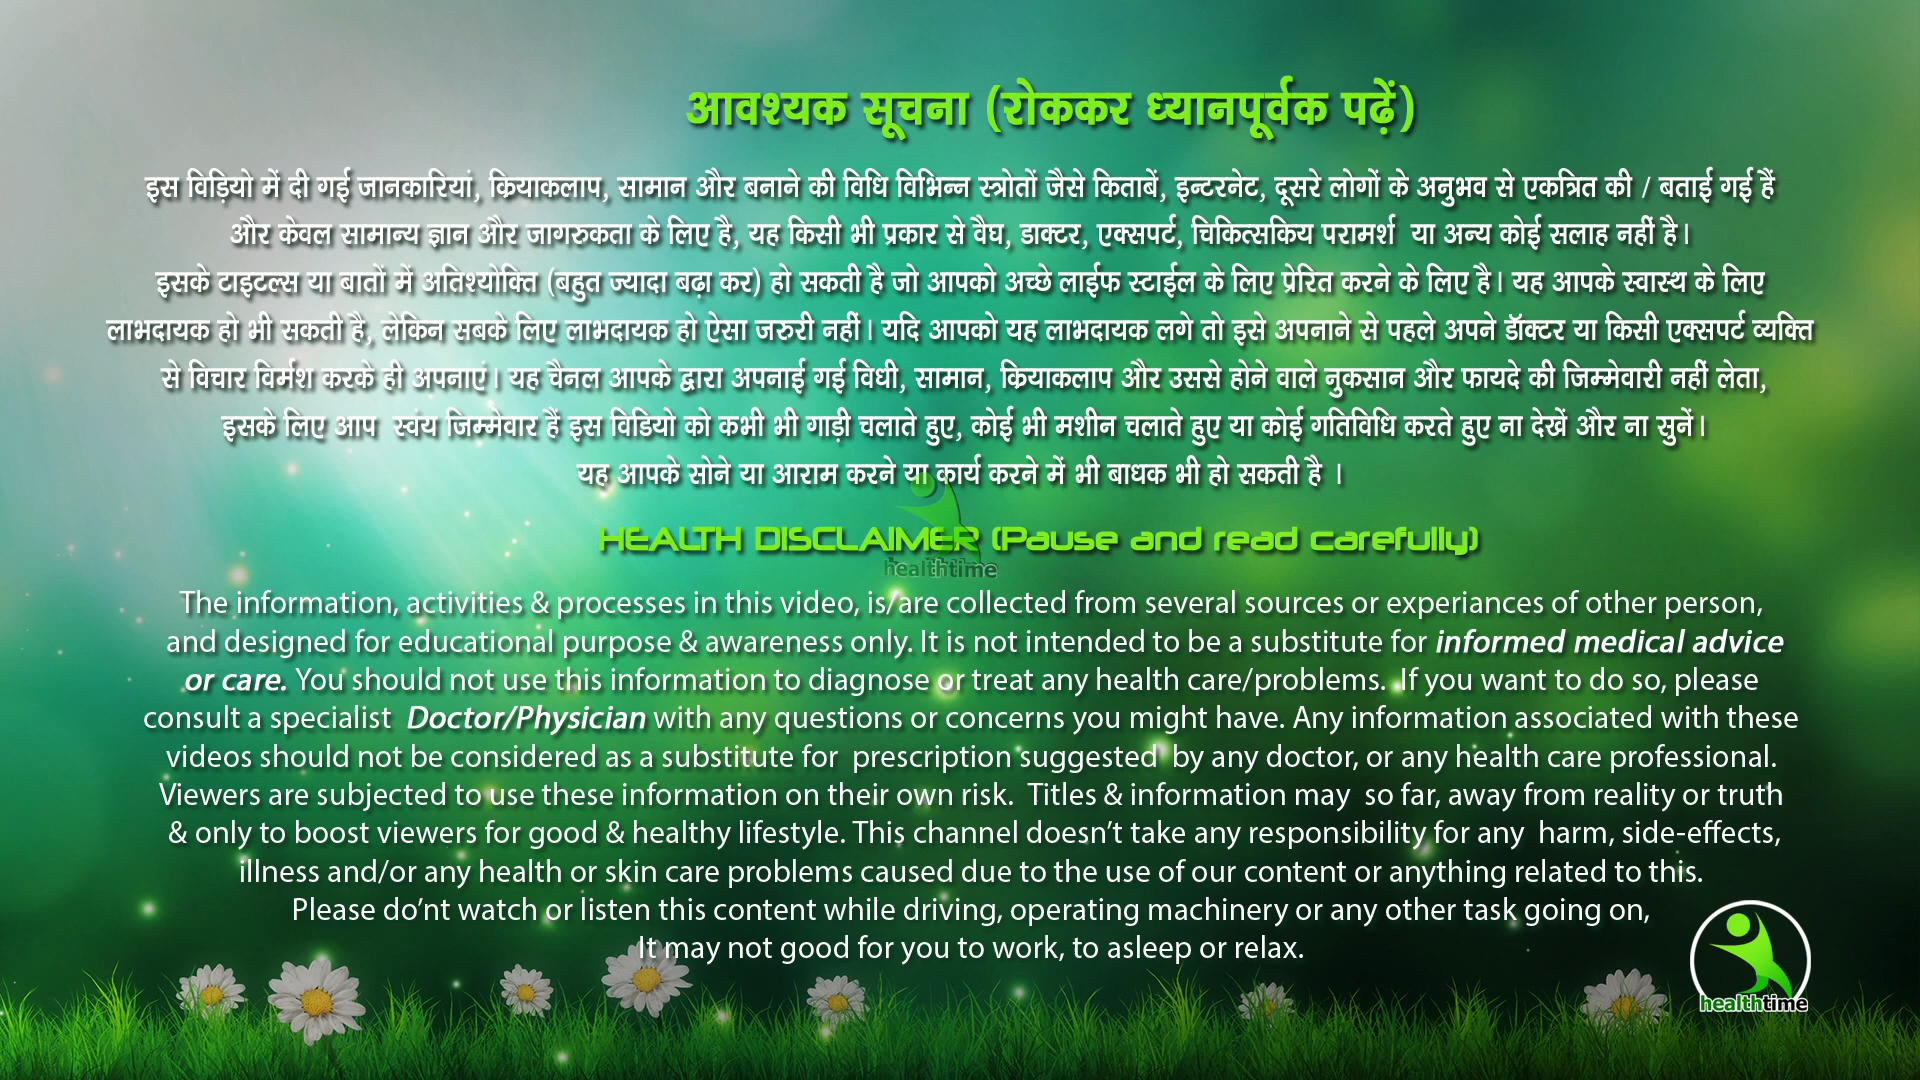 आवश्यक सूचना (रोककर ध्यानपूर्वक पढ़ें)
इस विड़ियो में दी गई जानकारियां, क्रियाकलाप, सामान और बनाने की विधि विभिन्न स्त्रोतों जैसे किताबें, इन्टरनेट, दूसरे लोगों के अनुभव से एकत्रित की / बताई गई हैं
और केवल सामान्य ज्ञान और जागरुकता के लिए है, यह किसी भी प्रकार से वैघ, डाक्टर, एक्सपर्ट, चिकित्सकिय परामर्श या अन्य कोई सलाह नहीं है।
इसके टाइटल्स या बातों में अतिश्योक्ति (बहुत ज्यादा बढ़ा कर) हो सकती है जो आपको अच्छे लाईफ स्टाईल के लिए प्रेरित करने के लिए है। यह आपके स्वास्थ के लिए
लाभदायक हो भी सकती है, लेकिन सबके लिए लाभदायक हो ऐसा जरुरी नहीं। यदि आपको यह लाभदायक लगे तो इसे अपनाने से पहले अपने डॉक्टर या किसी एक्सपर्ट व्यक्ति
से विचार विर्मश करके ही अपनाएं। यह चैनल आपके द्वारा अपनाई गई विधी, सामान, क्रियाकलाप और उससे होने वाले नुकसान और फायदे की जिम्मेवारी नहीं लेता,
इसके लिए आप स्वंय जिम्मेवार हैं इस विडियो को कभी भी गाड़ी चलाते हुए, कोई भी मशीन चलाते हुए या कोई गतिविधि करते हुए ना देखें और ना सुनें।
यह आपके सोने या आराम करने या कार्य करने में भी बाधक भी हो सकती है ।
HEALTH DISCLAIMER (Pause and read carefully)
healthtime
The information, activities & processes in this video, is/are collected from several sources or experiances of other person,
and designed for educational purpose & awareness only. It is not intended to be a substitute for informed medical advice
or care. You should not use this information to diagnose or treat any health care/problems. If you want to do so, please
consult a specialist Doctor/Physician with any questions or concerns you might have. Any information associated with these
videos should not be considered as a substitute for prescription suggested by any doctor, or any health care professional.
Viewers are subjected to use these information on their own risk. Titles & information may so far, away from reality or truth
& only to boost viewers for good & healthy lifestyle. This channel doesn't take any responsibility for any harm, side-effects,
illness and/or any health or skin care problems caused due to the use of our content or anything related to this.
Please do'nt watch or listen this content while driving, operating machinery or any other task going on,
It may not good for you to work, to asleep or relax.
healthtime